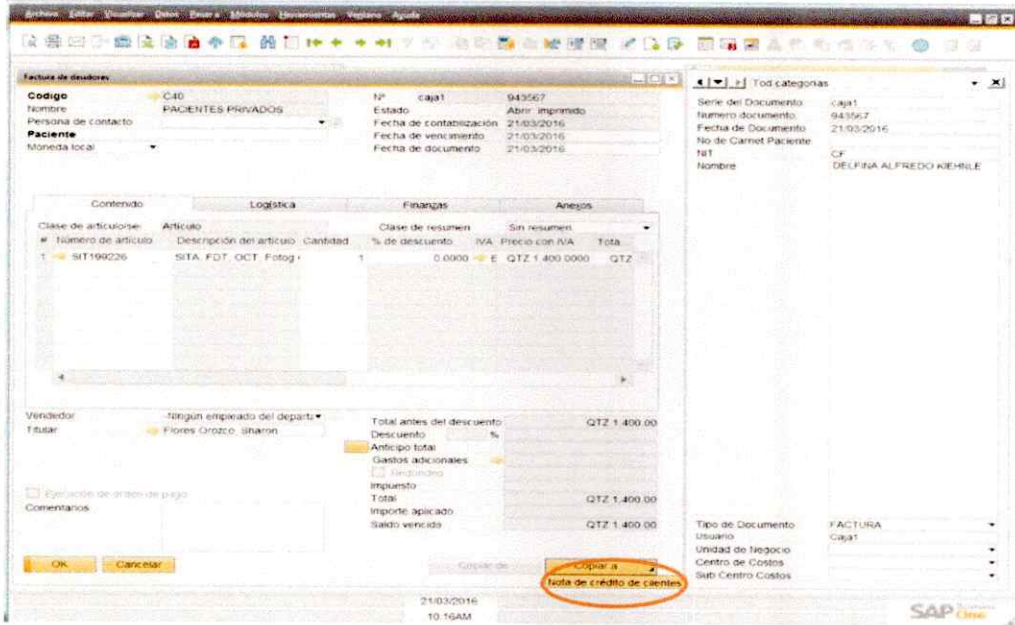 Archivo Editar Visualizar Datos Pasar a Módulos Herramientas Ventana Ayuda
Factura de deudores
Código C40
Nombre PACIENTES PRIVADOS
Persona de contacto
Paciente
Moneda local
Nº caja1 943567
Estado Abrir imprimido
Fecha de contabilización 21/03/2016
Fecha de vencimiento 21/03/2016
Fecha de documento 21/03/2016
Contenido Logística Finanzas Anexos
Clase de artículo/se Artículo Clase de resumen Sin resumen
# Número de artículo Descripción del artículo Cantidad % de descuento IVA Precio con IVA Tota
1 SIT199226 SITA. FDT, OCT, Fotog 1 0.0000 E QTZ 1.400.0000 QTZ
Vendedor -Ningún empleado del departa
Titular Flores Orozco, Sharon
Total antes del descuento QTZ 1.400.00
Descuento %
Anticipo total
Gastos adicionales
Redondeo
Impuesto
Total QTZ 1.400.00
Importe aplicado
Saldo vencido QTZ 1.400.00
Ejecución de orden de pago
Comentarios
OK Cancelar Copiar de Copiar a
Nota de crédito de clientes
Tod categorias
Serie del Documento caja1
Numero documento 943567
Fecha de Documento 21/03/2016
No de Carnet Paciente
NIT CF
Nombre DELFINA ALFREDO KIEHNLE
Tipo de Documento FACTURA
Usuario Caja1
Unidad de Negocio
Centro de Costos
Sub Centro Costos
21/03/2016
10:16AM
SAP Business One